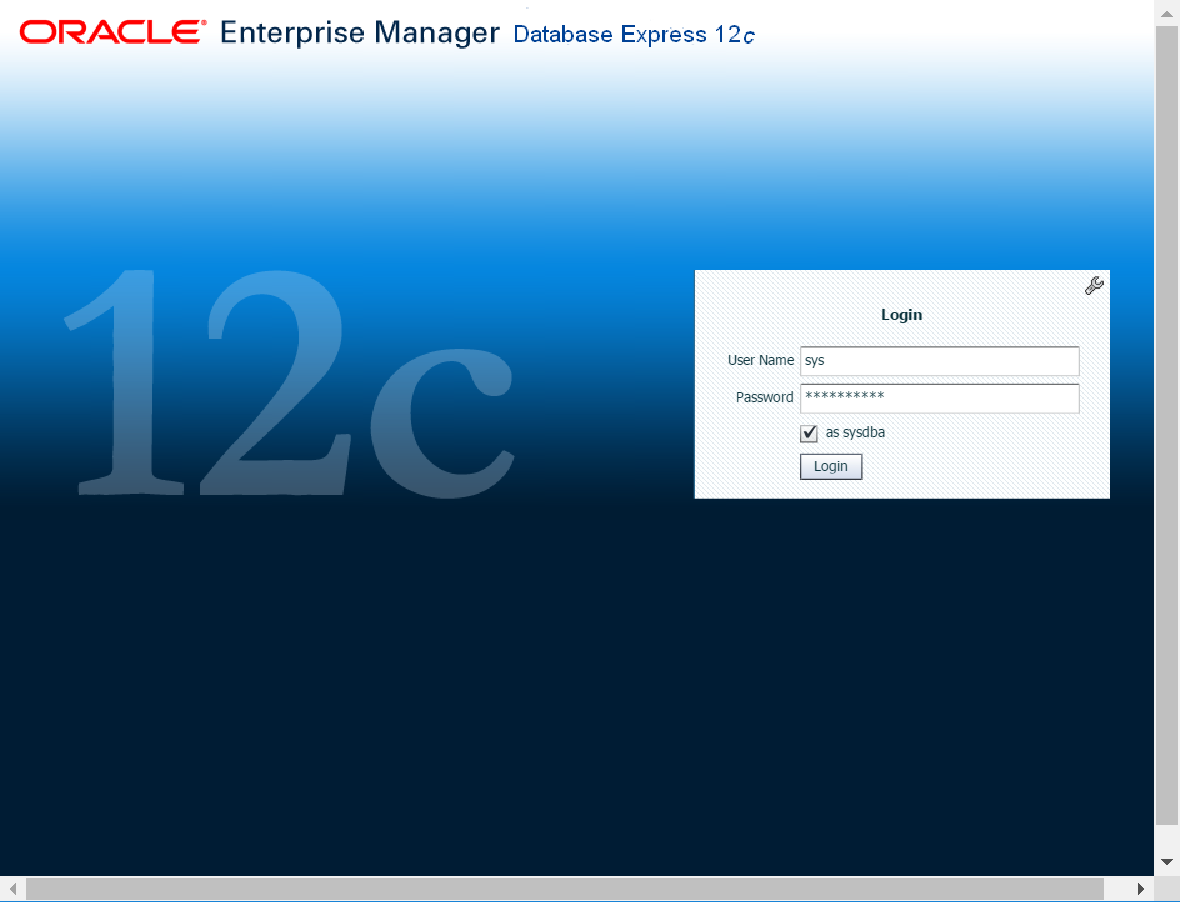 ORACLE® Enterprise Manager Database Express 12c
12c
Login
User Name sys
Password **********
as sysdba
Login